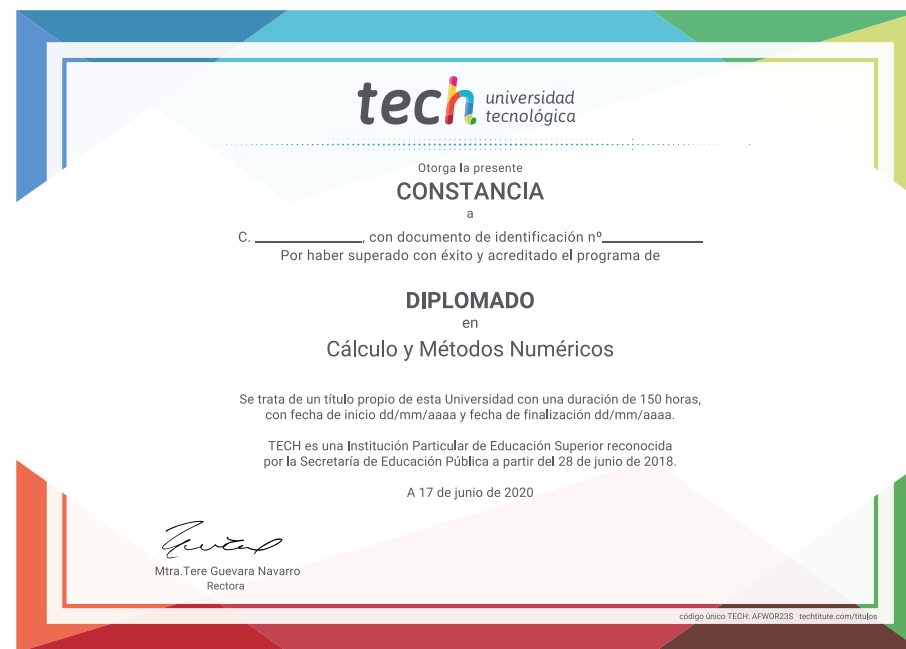 tech universidad
tecnológica
Otorga la presente
CONSTANCIA
a
C. ____________, con documento de identificación nº____________
Por haber superado con éxito y acreditado el programa de
DIPLOMADO
en
Cálculo y Métodos Numéricos
Se trata de un título propio de esta Universidad con una duración de 150 horas,
con fecha de inicio dd/mm/aaaa y fecha de finalización dd/mm/aaaa.
TECH es una Institución Particular de Educación Superior reconocida
por la Secretaría de Educación Pública a partir del 28 de junio de 2018.
A 17 de junio de 2020
Mtra.Tere Guevara Navarro
Rectora
código único TECH: AFWOR23S techtitute.com/titulos